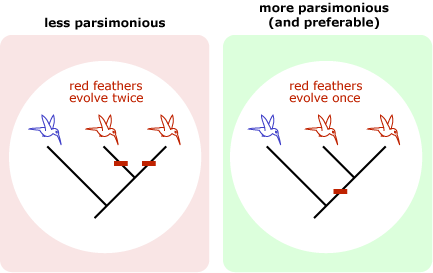 less parsimonious
red feathers
evolve twice
more parsimonious
(and preferable)
red feathers
evolve once